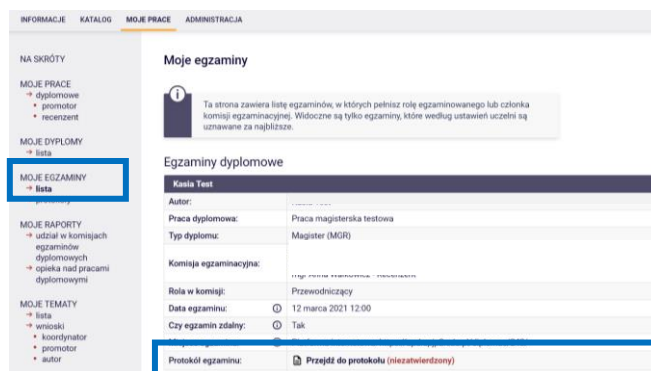 INFORMACJE KATALOG MOJE PRACE ADMINISTRACJA
NA SKRÓTY
MOJE PRACE
→ dyplomowe
• promotor
• recenzent
MOJE DYPLOMY
→ lista
MOJE EGZAMINY
→ lista
MOJE RAPORTY
→ udział w komisjach
egzaminów
dyplomowych
→ opieka nad pracami
dyplomowymi
MOJE TEMATY
→ lista
→ wnioski
• koordynator
• promotor
• autor
Moje egzaminy
Ta strona zawiera listę egzaminów, w których pełnisz rolę egzaminowanego lub członka
komisji egzaminacyjnej. Widoczne są tylko egzaminy, które według ustawień uczelni są
uznawane za najbliższe.
Egzaminy dyplomowe
Kasia Test
Autor:
Praca dyplomowa: Praca magisterska testowa
Typ dyplomu: Magister (MGR)
Komisja egzaminacyjna:
Rola w komisji: Przewodniczący
Data egzaminu: 12 marca 2021 12:00
Czy egzamin zdalny: Tak
Protokół egzaminu: Przejdź do protokołu (niezatwierdzony)